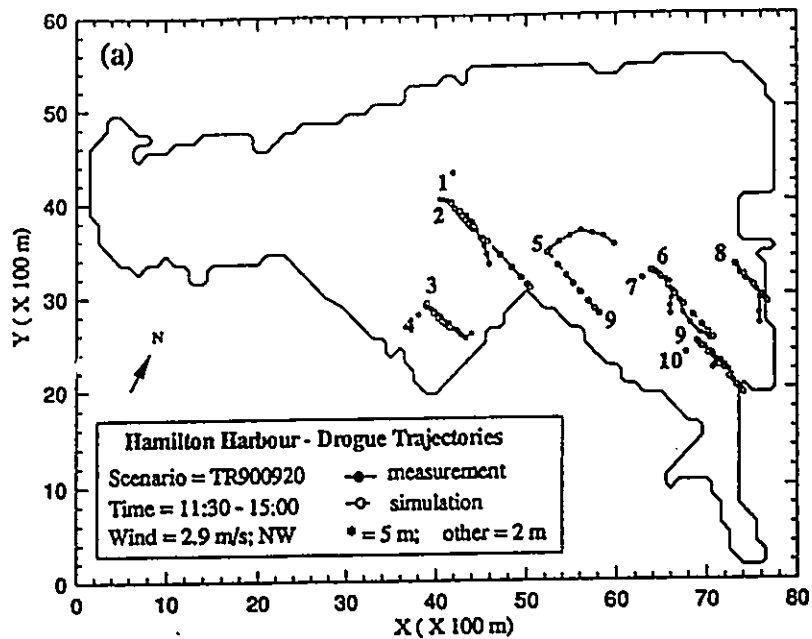 (a)
60
50
40
30
20
10
0
Y ( X 100 m)
1*
2
3
4*
5
6
7*
8
9
9
10*
N
Hamilton Harbour - Drogue Trajectories
Scenario = TR900920 measurement
Time = 11:30 - 15:00 simulation
Wind = 2.9 m/s; NW * = 5 m; other = 2 m
0 10 20 30 40 50 60 70 80
X ( X 100 m)